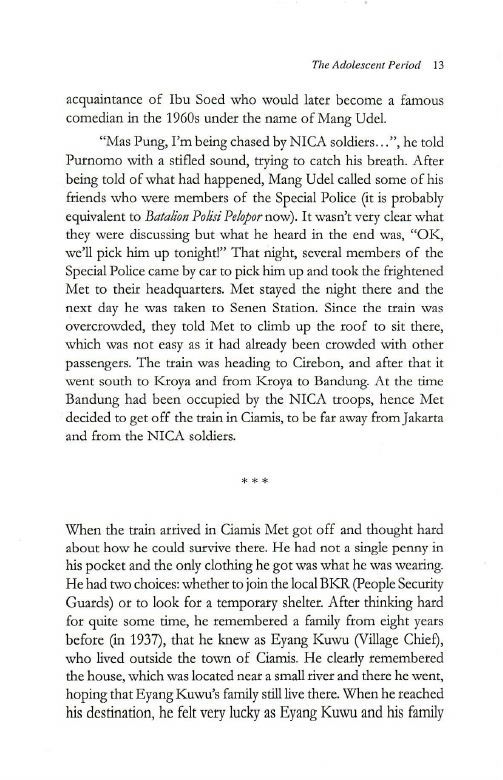 The Adolescent Period 13
acquaintance of Ibu Soed who would later become a famous
comedian in the 1960s under the name of Mang Udel.
“Mas Pung, I’m being chased by NICA soldiers…”, he told
Purnomo with a stifled sound, trying to catch his breath. After
being told of what had happened, Mang Udel called some of his
friends who were members of the Special Police (it is probably
equivalent to Batalion Polisi Pelopor now). It wasn’t very clear what
they were discussing but what he heard in the end was, “OK,
we’ll pick him up tonight!” That night, several members of the
Special Police came by car to pick him up and took the frightened
Met to their headquarters. Met stayed the night there and the
next day he was taken to Senen Station. Since the train was
overcrowded, they told Met to climb up the roof to sit there,
which was not easy as it had already been crowded with other
passengers. The train was heading to Cirebon, and after that it
went south to Kroya and from Kroya to Bandung. At the time
Bandung had been occupied by the NICA troops, hence Met
decided to get off the train in Ciamis, to be far away from Jakarta
and from the NICA soldiers.
***
When the train arrived in Ciamis Met got off and thought hard
about how he could survive there. He had not a single penny in
his pocket and the only clothing he got was what he was wearing.
He had two choices: whether to join the local BKR (People Security
Guards) or to look for a temporary shelter. After thinking hard
for quite some time, he remembered a family from eight years
before (in 1937), that he knew as Eyang Kuwu (Village Chief),
who lived outside the town of Ciamis. He clearly remembered
the house, which was located near a small river and there he went,
hoping that Eyang Kuwu’s family still live there. When he reached
his destination, he felt very lucky as Eyang Kuwu and his family